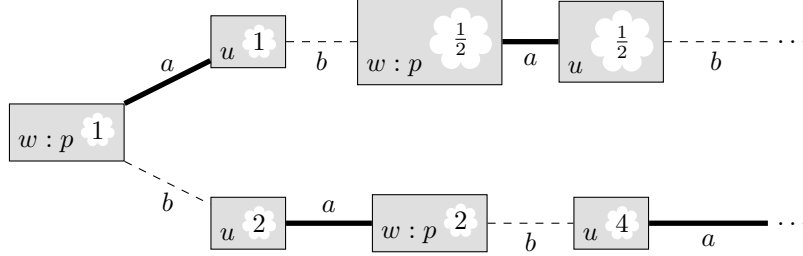 u 1 b w : p 1/2 a u 1/2 b ...
a
w : p 1
b
u 2 a w : p 2 b u 4 a ...